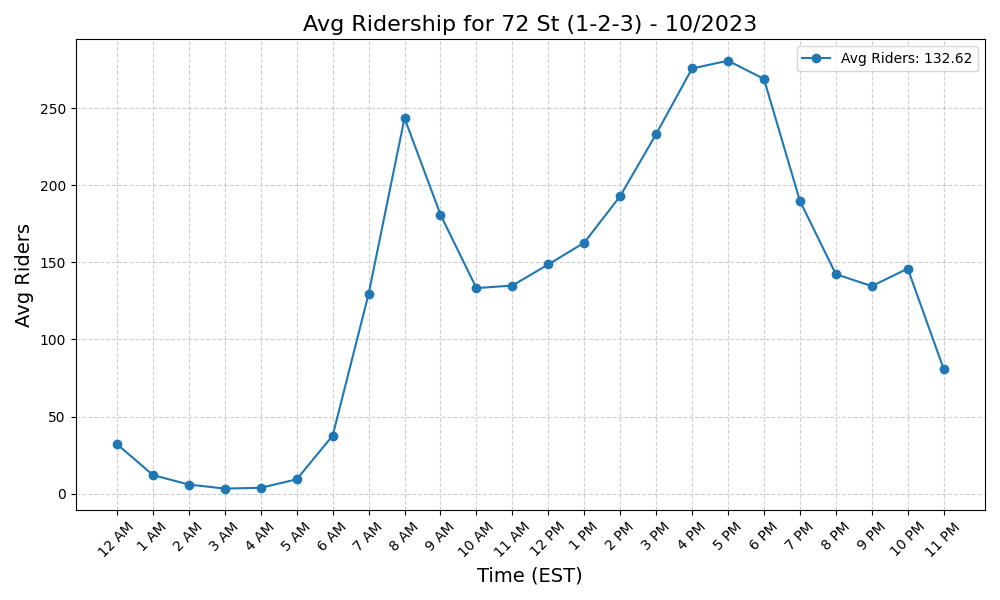 Avg Ridership for 72 St (1-2-3) - 10/2023
Avg Riders: 132.62
Avg Riders
250
200
150
100
50
0
12 AM
1 AM
2 AM
3 AM
4 AM
5 AM
6 AM
7 AM
8 AM
9 AM
10 AM
11 AM
12 PM
1 PM
2 PM
3 PM
4 PM
5 PM
6 PM
7 PM
8 PM
9 PM
10 PM
11 PM
Time (EST)